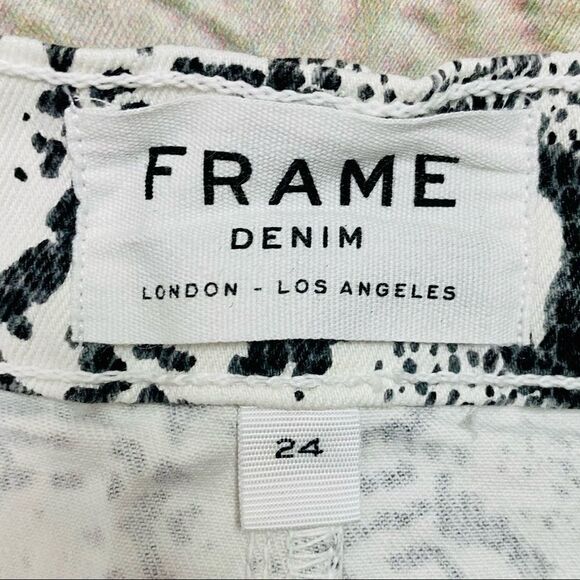 FRAME
DENIM
LONDON - LOS ANGELES
24